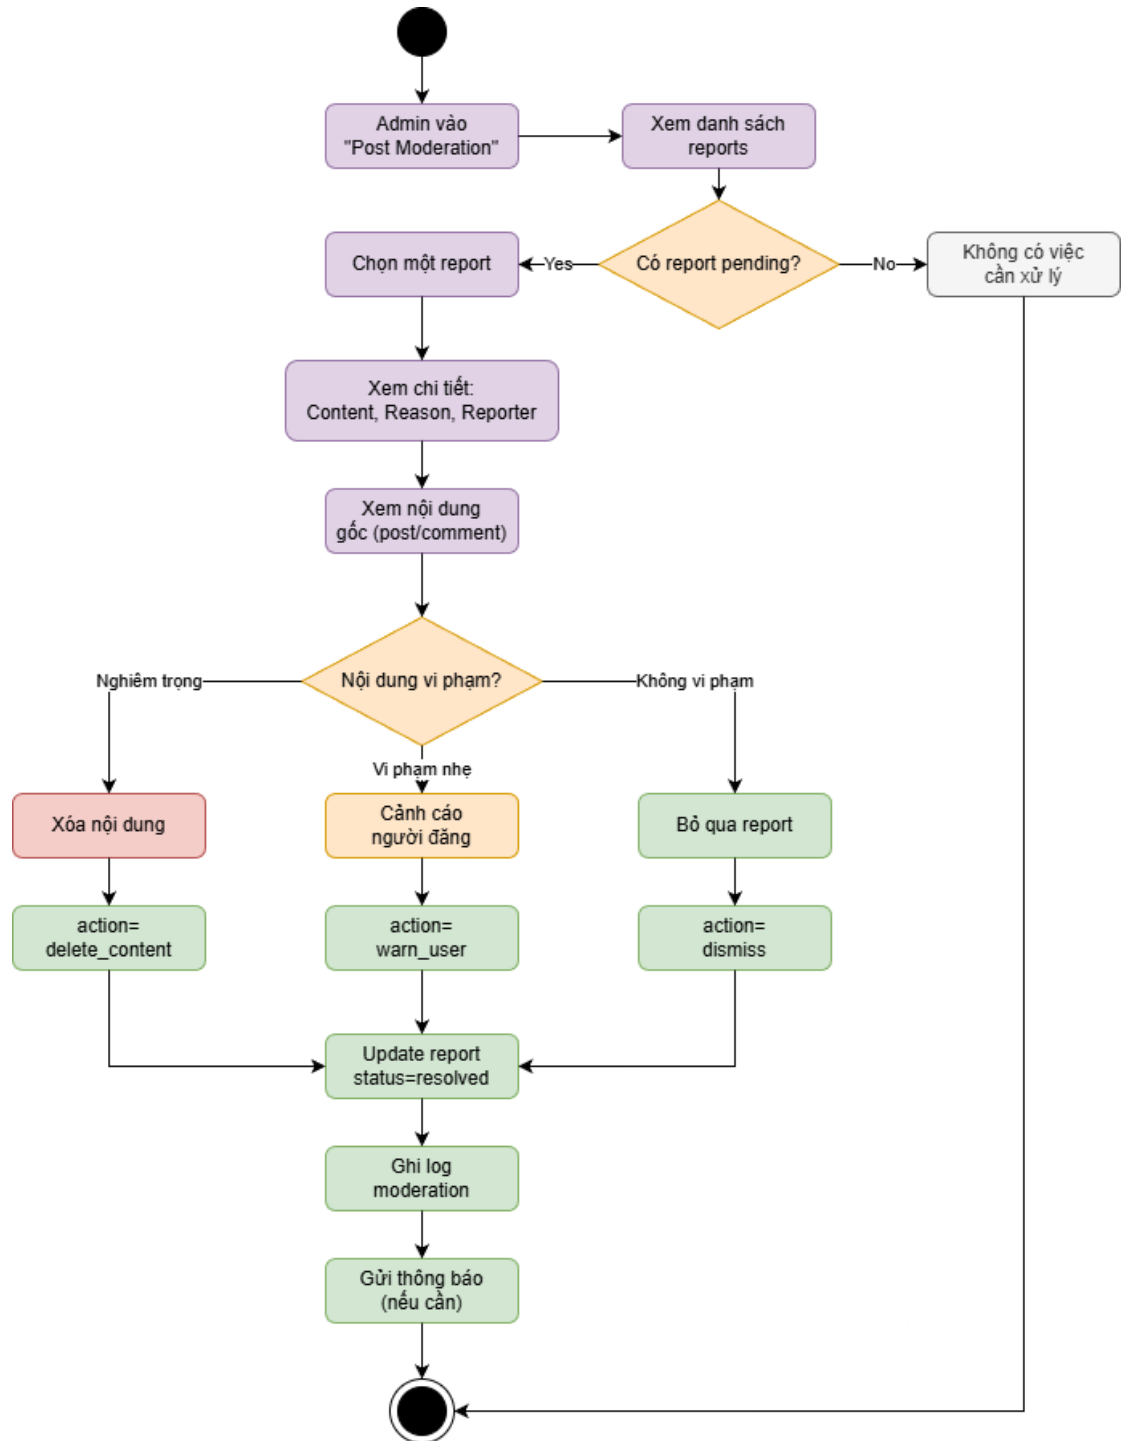 Admin vào
"Post Moderation"
Xem danh sách
reports
Chọn một report
Yes
Có report pending?
No
Không có việc
cần xử lý
Xem chi tiết:
Content, Reason, Reporter
Xem nội dung
gốc (post/comment)
Nghiêm trọng
Nội dung vi phạm?
Không vi phạm
Vi phạm nhẹ
Xóa nội dung
Cảnh cáo
người đăng
Bỏ qua report
action=
delete_content
action=
warn_user
action=
dismiss
Update report
status=resolved
Ghi log
moderation
Gửi thông báo
(nếu cần)